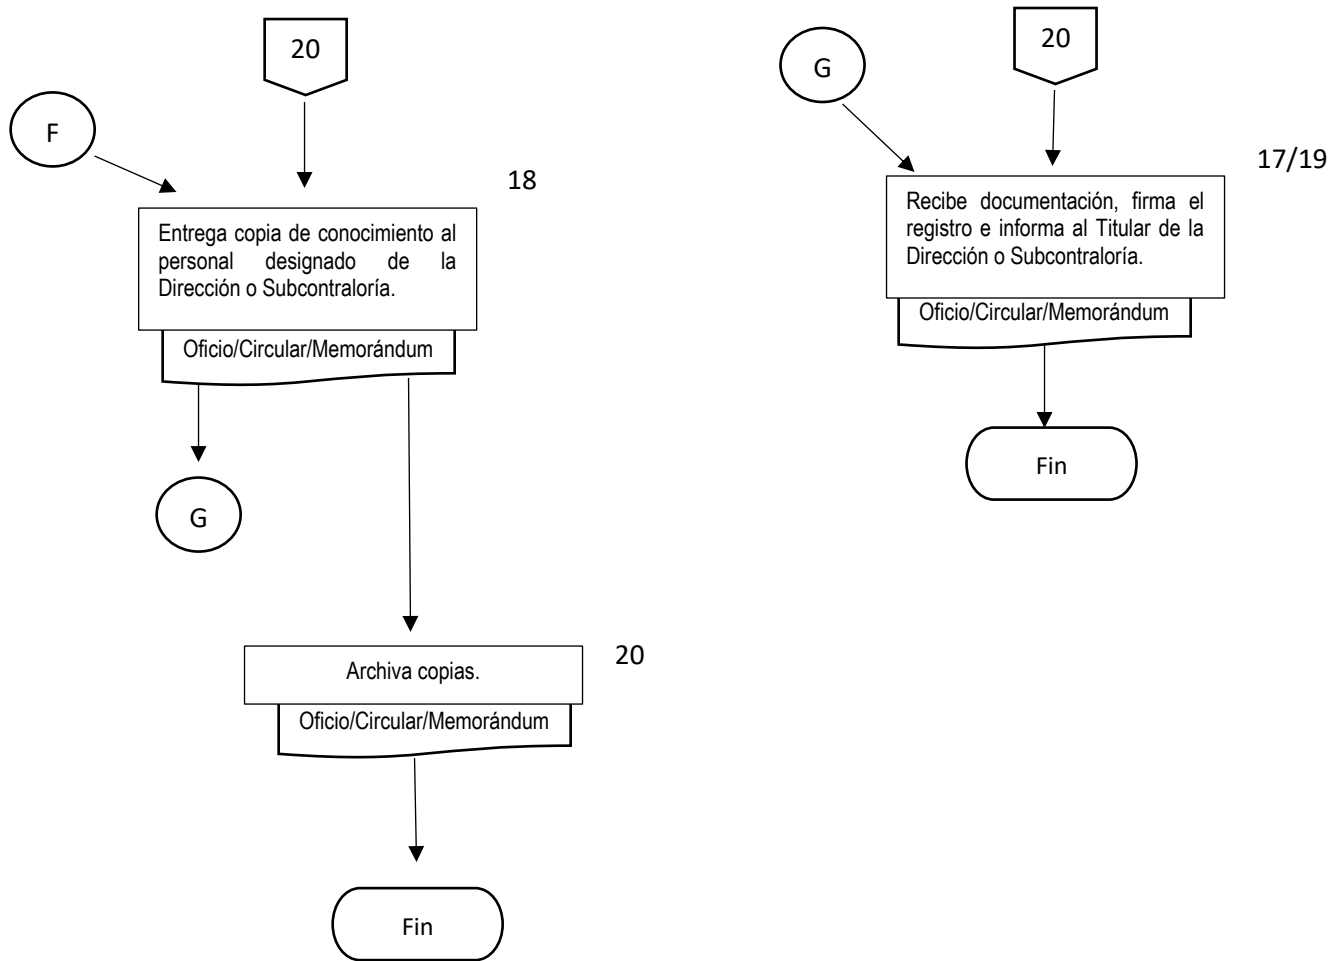 20
F
18
Entrega copia de conocimiento al
personal designado de la
Dirección o Subcontraloría.
Oficio/Circular/Memorándum
G
20
Archiva copias.
Oficio/Circular/Memorándum
Fin
20
G
17/19
Recibe documentación, firma el
registro e informa al Titular de la
Dirección o Subcontraloría.
Oficio/Circular/Memorándum
Fin